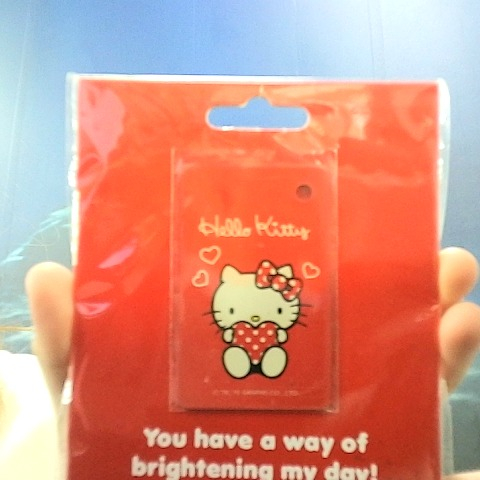 Hello Kitty
You have a way of
brightening my day!